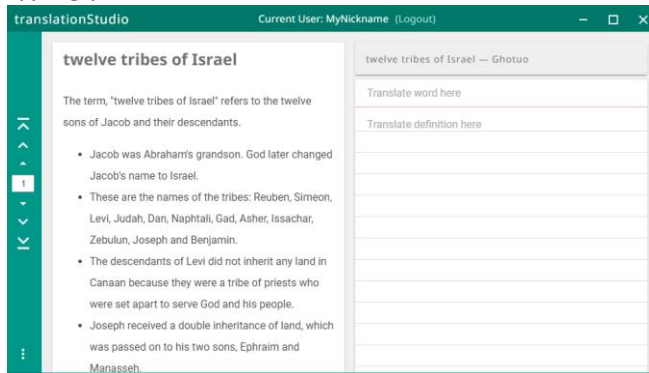 translationStudio Current User: MyNickname (Logout)
twelve tribes of Israel
The term, "twelve tribes of Israel" refers to the twelve
sons of Jacob and their descendants.
• Jacob was Abraham's grandson. God later changed
Jacob's name to Israel.
• These are the names of the tribes: Reuben, Simeon,
Levi, Judah, Dan, Naphtali, Gad, Asher, Issachar,
Zebulun, Joseph and Benjamin.
• The descendants of Levi did not inherit any land in
Canaan because they were a tribe of priests who
were set apart to serve God and his people.
• Joseph received a double inheritance of land, which
was passed on to his two sons, Ephraim and
Manasseh.
twelve tribes of Israel — Ghotuo
Translate word here
Translate definition here
1